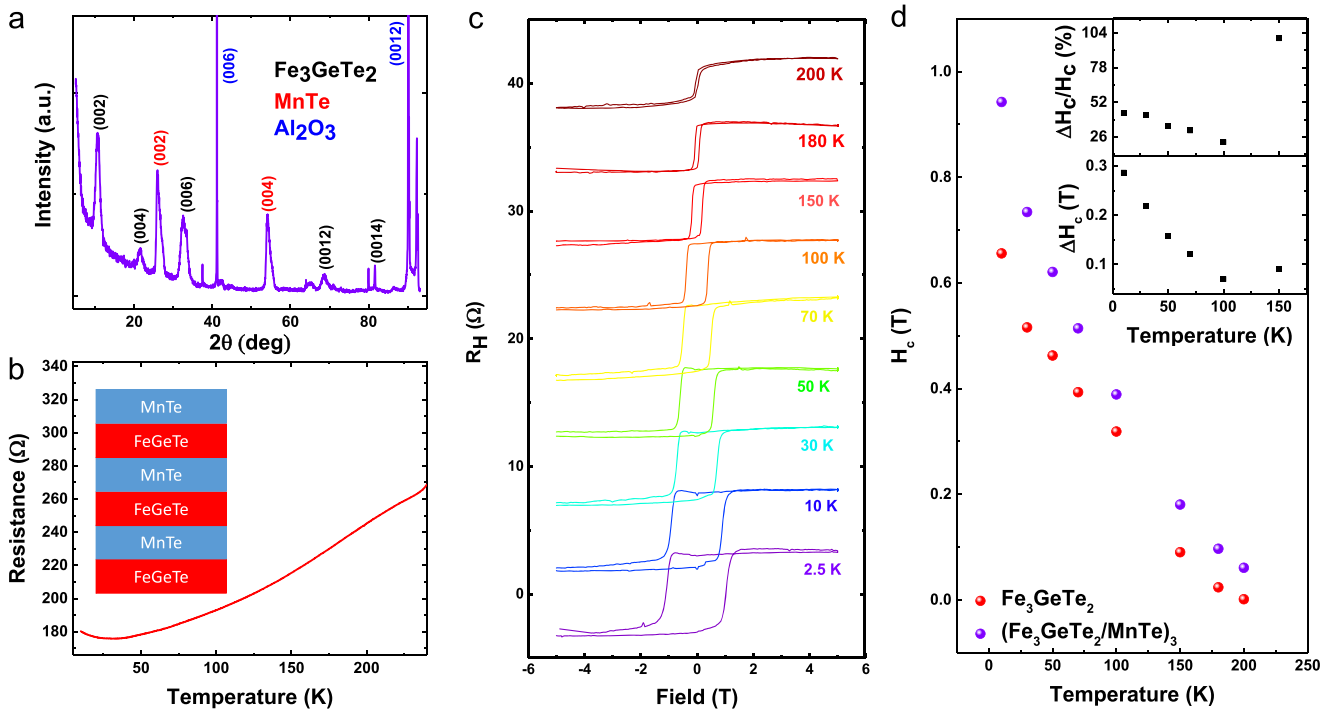 a
Intensity (a.u.)
(002)
(004)
(002)
(006)
(006)
(004)
(0012)
(0014)
(0012)
Fe3GeTe2
MnTe
Al2O3
40 60 80
2θ (deg)
b
Resistance (Ω)
340
320
300
280
260
240
220
200
180
MnTe
FeGeTe
MnTe
FeGeTe
MnTe
FeGeTe
50 100 150 200
Temperature (K)
c
RH (Ω)
40
30
20
10
0
200 K
180 K
150 K
100 K
70 K
50 K
30 K
10 K
2.5 K
-6 -4 -2 0 2 4 6
Field (T)
d
Hc (T)
1.0
0.8
0.6
0.4
0.2
0.0
ΔHC/HC (%)
104
78
52
26
ΔHc (T)
0.3
0.2
0.1
0 50 100 150
Temperature (K)
Fe3GeTe2
(Fe3GeTe2/MnTe)3
0 50 100 150 200 250
Temperature (K)